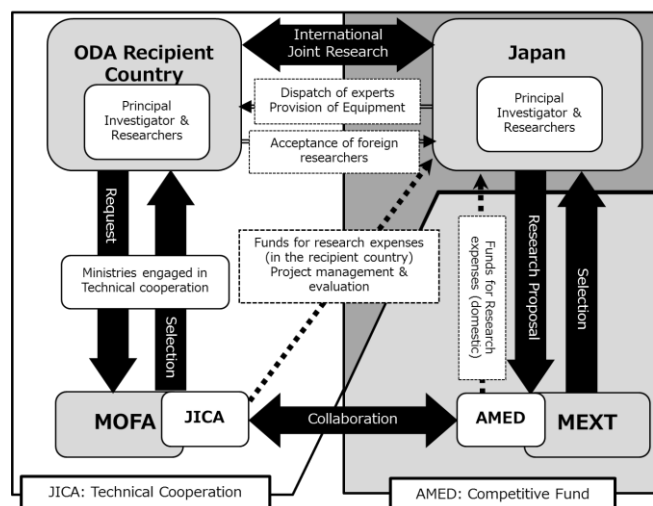 International
Joint Research
ODA Recipient
Country
Japan
Principal
Investigator &
Researchers
Dispatch of experts
Provision of Equipment
Principal
Investigator &
Researchers
Acceptance of foreign
researchers
Request
Selection
Ministries engaged in
Technical cooperation
Funds for research expenses
(in the recipient country)
Project management &
evaluation
Funds for Research
expenses (domestic)
Research Proposal
Selection
MOFA
JICA
Collaboration
AMED
MEXT
JICA: Technical Cooperation
AMED: Competitive Fund